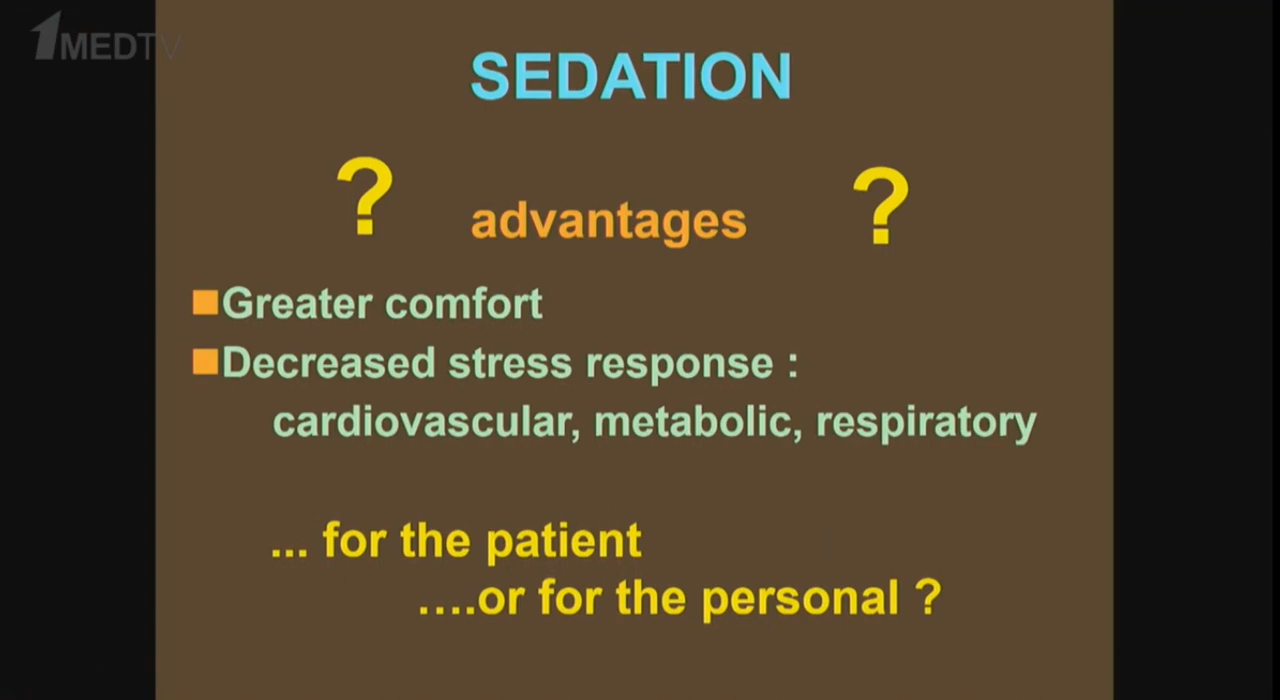 1MEDTV
SEDATION
? advantages ?
Greater comfort
Decreased stress response :
cardiovascular, metabolic, respiratory
... for the patient
....or for the personal ?